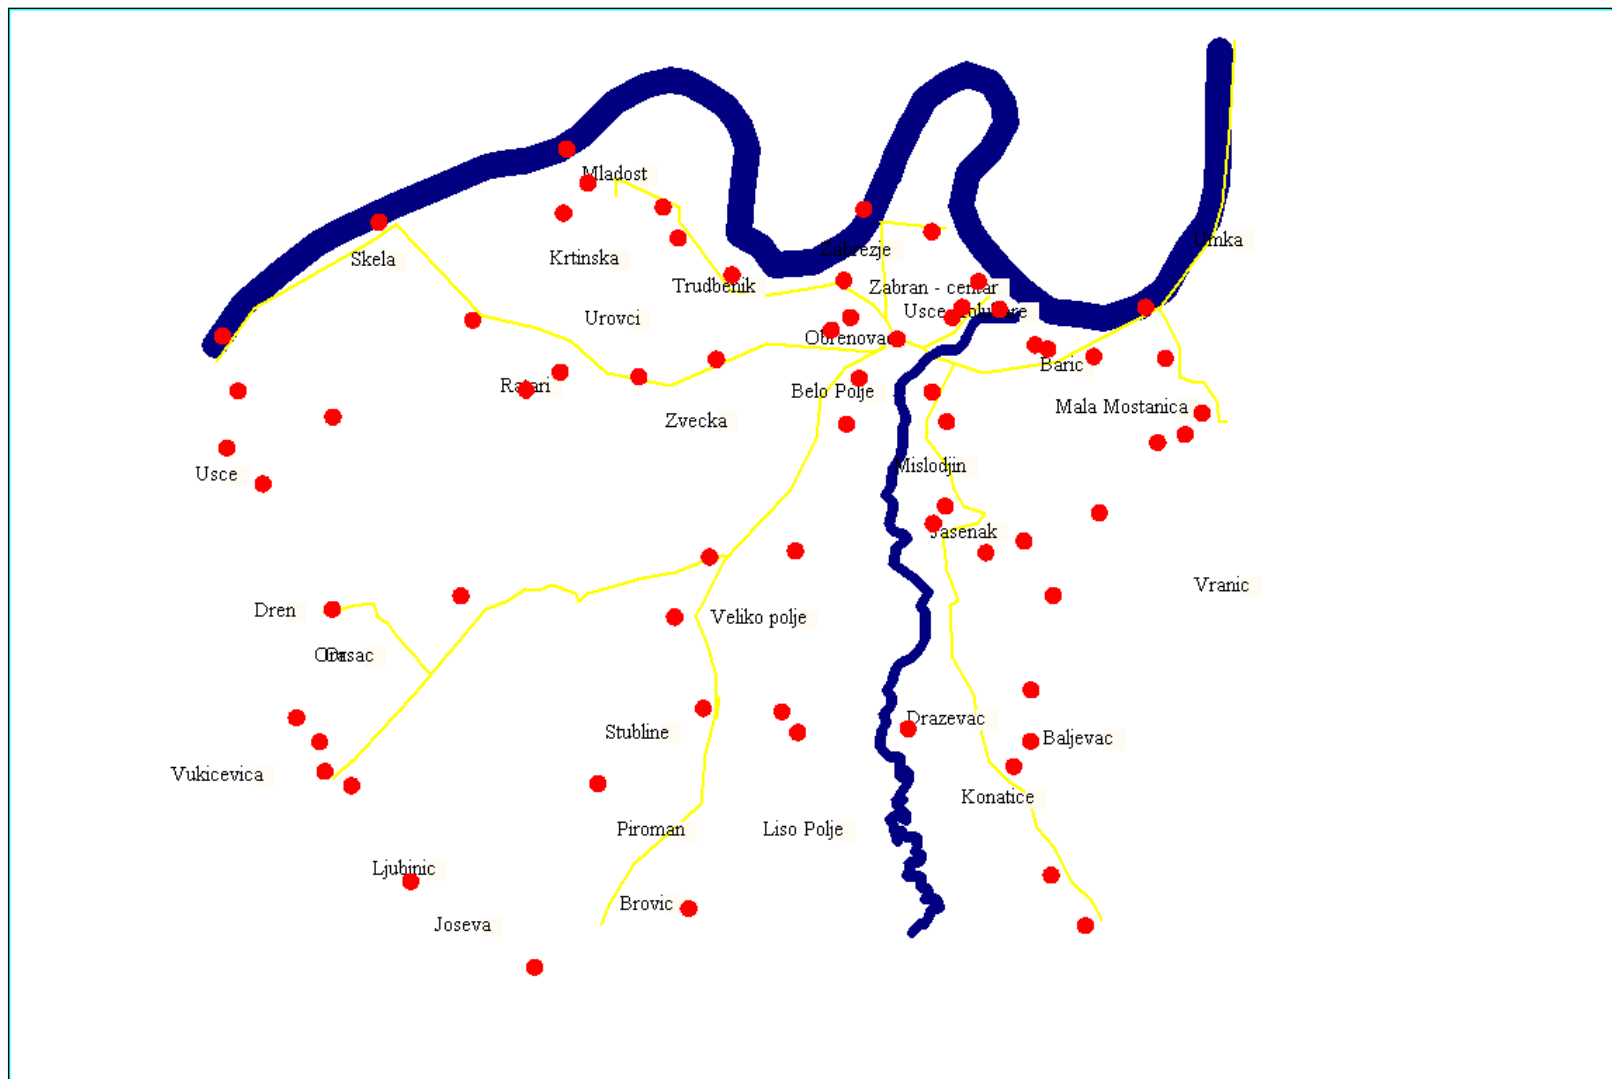 Mladost
Umka
Zabrezje
Krtinska
Skela
Trudbenik
Zabran - centar
Usce
Urovci
Obrenovac
Baric
Ratari
Belo Polje
Mala Mostanica
Zvecka
Mislodjin
Usce
Jasenak
Vranic
Dren
Veliko polje
Drazevac
Stubline
Baljevac
Vukicevica
Konatice
Piroman
Liso Polje
Ljubinic
Brovic
Joseva